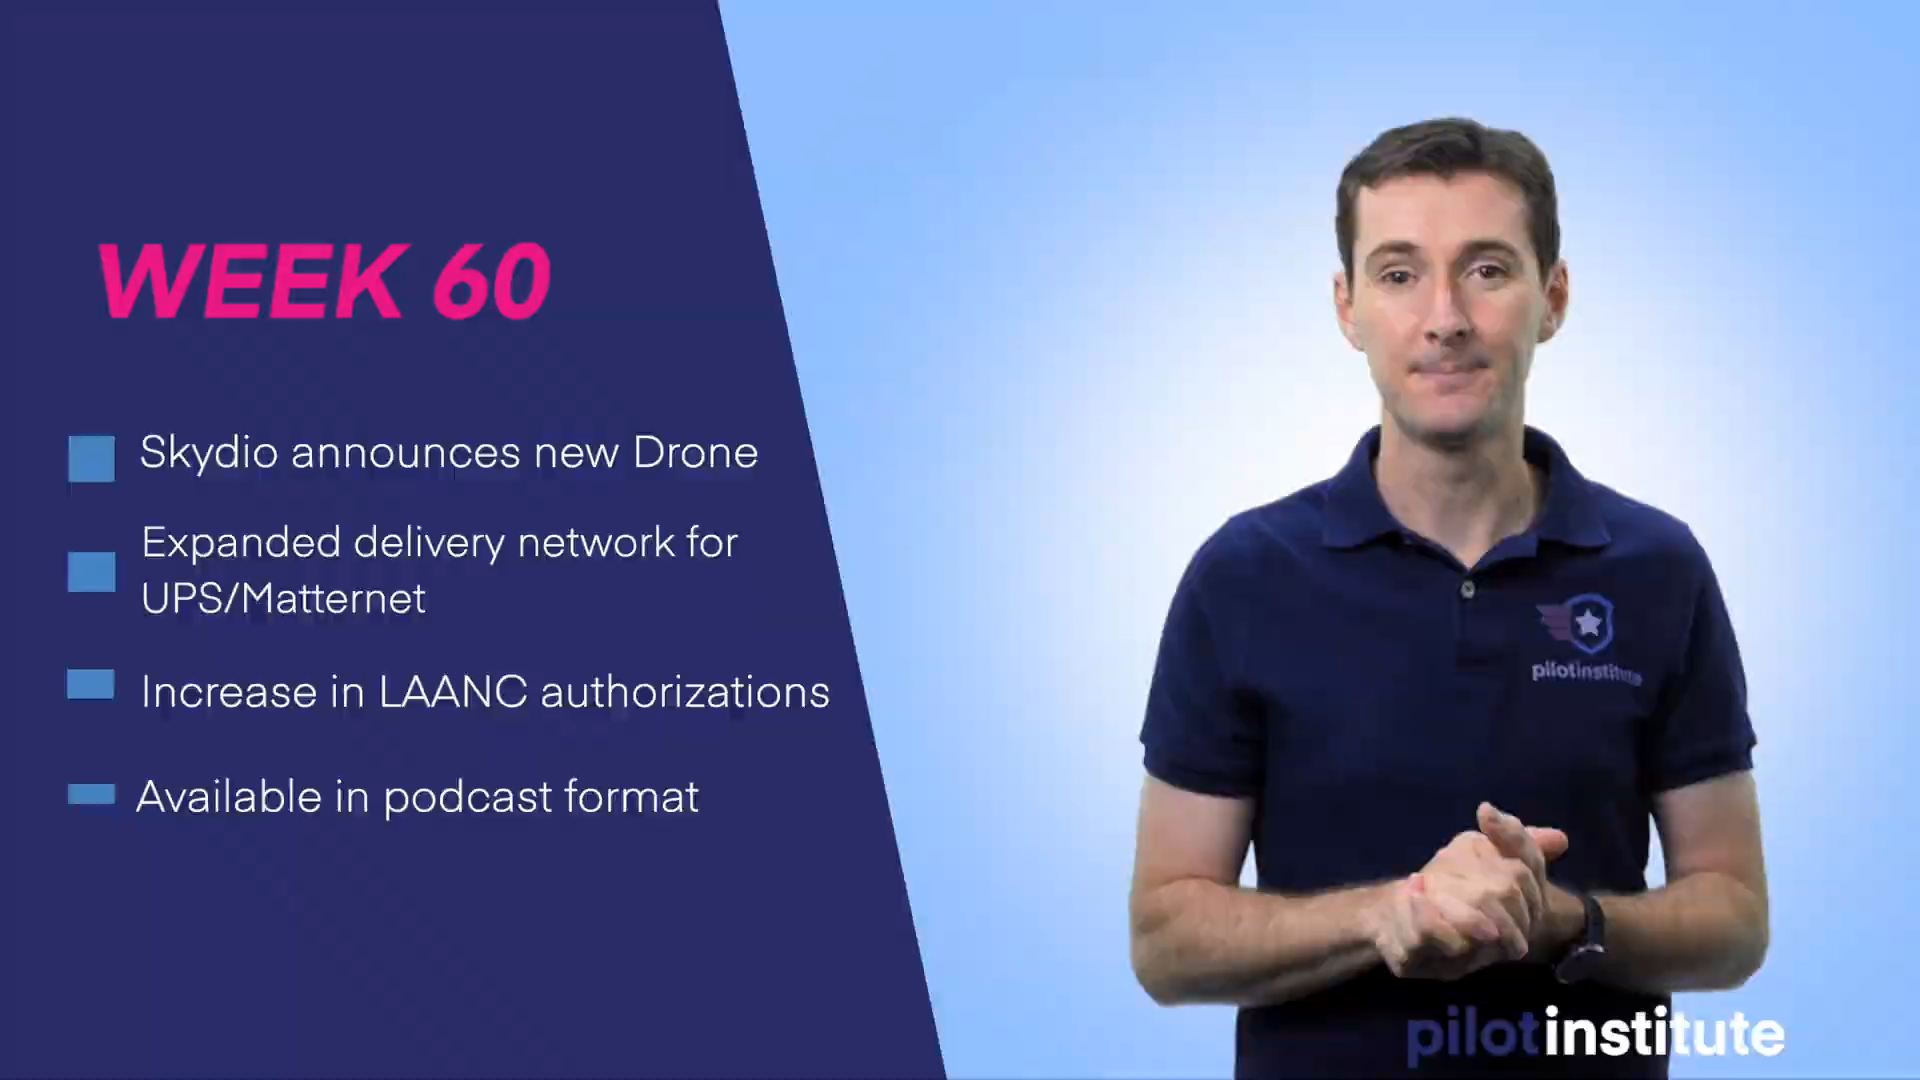 WEEK 60
Skydio announces new Drone
Expanded delivery network for
UPS/Matternet
Increase in LAANC authorizations
Available in podcast format
pilotinstitute
pilotinstitute